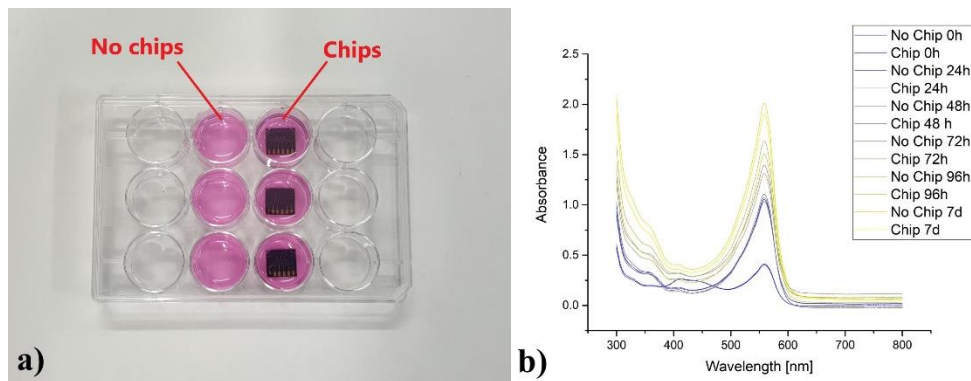 No chips
Chips
a)
b)
Absorbance
2.5
2.0
1.5
1.0
0.5
0.0
300
400
500
600
700
800
Wavelength [nm]
No Chip 0h
Chip 0h
No Chip 24h
Chip 24h
No Chip 48h
Chip 48 h
No Chip 72h
Chip 72h
No Chip 96h
Chip 96h
No Chip 7d
Chip 7d